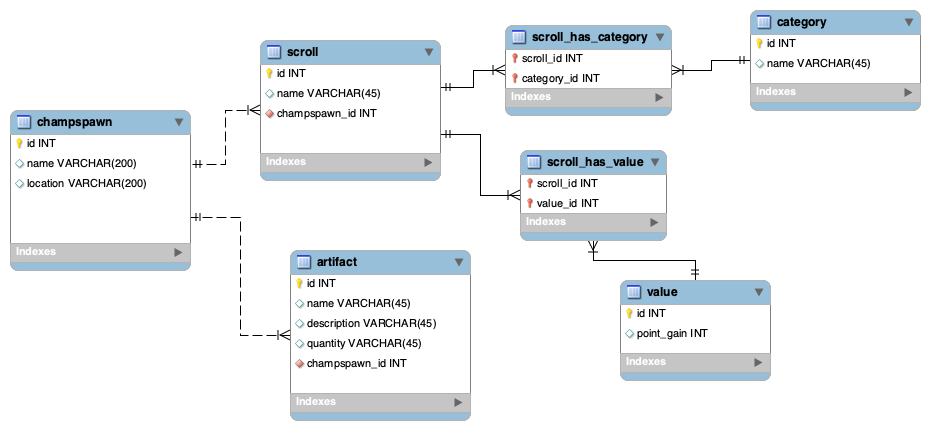 champspawn
id INT
name VARCHAR(200)
location VARCHAR(200)
Indexes
scroll
id INT
name VARCHAR(45)
champspawn_id INT
Indexes
scroll_has_category
scroll_id INT
category_id INT
Indexes
category
id INT
name VARCHAR(45)
Indexes
scroll_has_value
scroll_id INT
value_id INT
Indexes
artifact
id INT
name VARCHAR(45)
description VARCHAR(45)
quantity VARCHAR(45)
champspawn_id INT
Indexes
value
id INT
point_gain INT
Indexes